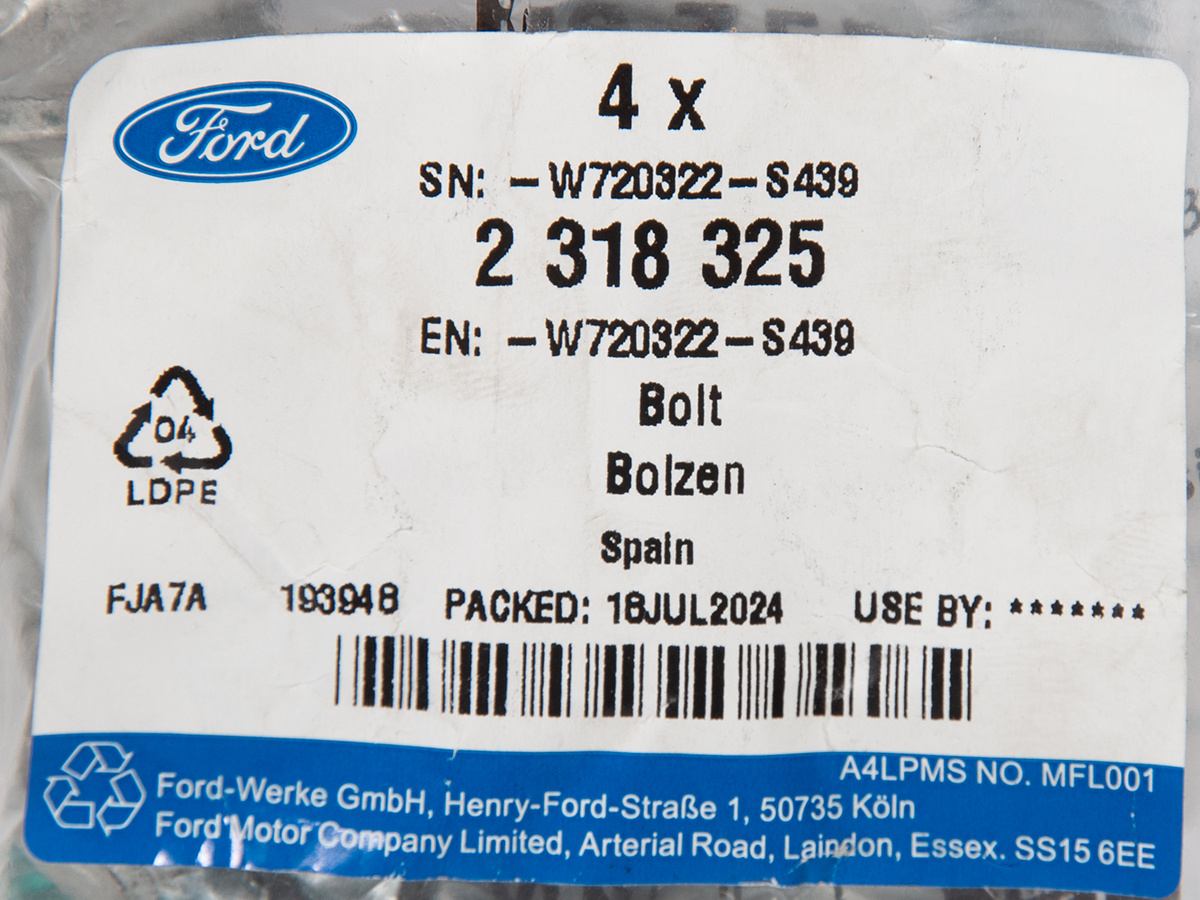 Ford
4 x
SN: -W720322-S439
2 318 325
EN: -W720322-S439
Bolt
Bolzen
04
LDPE
Spain
FJA7A 193948 PACKED: 18JUL2024 USE BY: *******
A4LPMS NO. MFL001
Ford-Werke GmbH, Henry-Ford-Straße 1, 50735 Köln
Ford Motor Company Limited, Arterial Road, Laindon, Essex. SS15 6EE